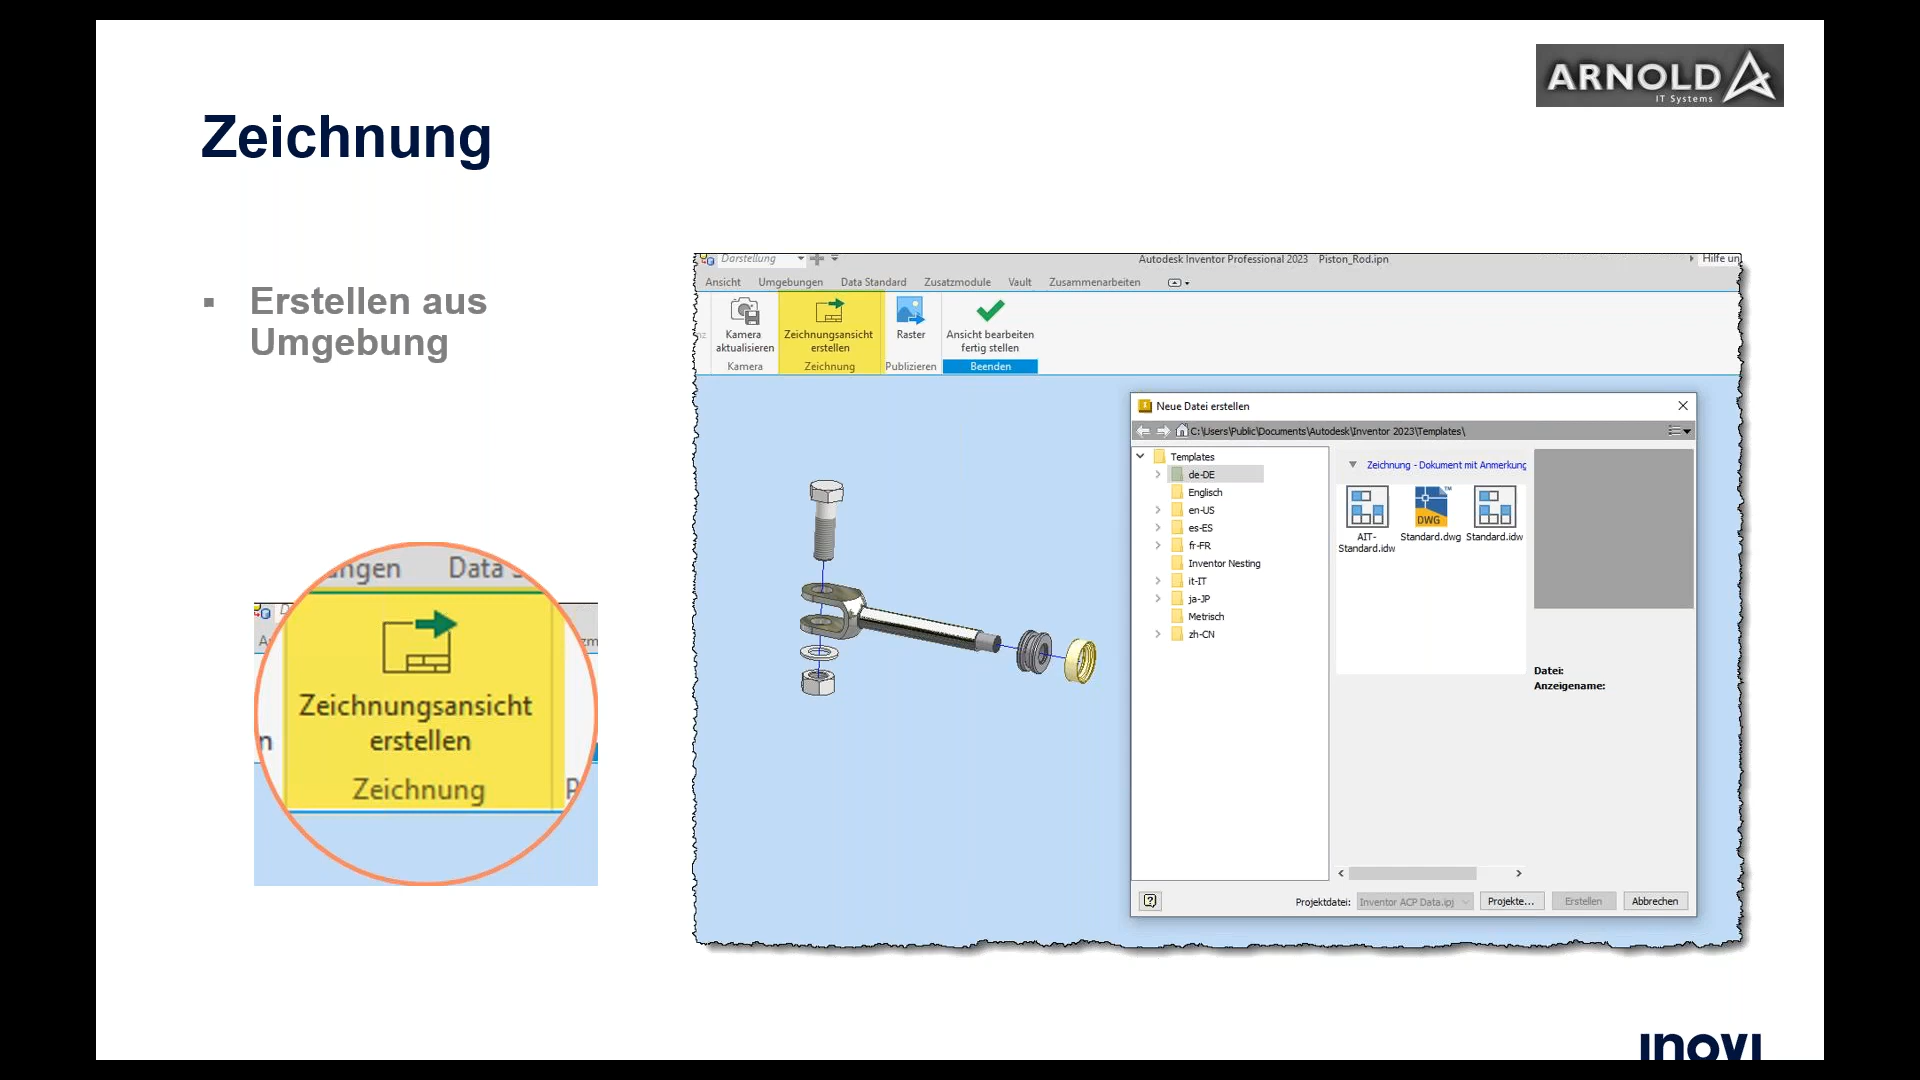 ARNOLD
IT Systems
Zeichnung
▪ Erstellen aus
Umgebung
Darstellung
Autodesk Inventor Professional 2023 Piston_Rod.ipn
Hilfe un
Ansicht Umgebungen Data Standard Zusatzmodule Vault Zusammenarbeiten
Kamera
aktualisieren
Kamera
Zeichnungsansicht
erstellen
Zeichnung
Raster
Publizieren
Ansicht bearbeiten
fertig stellen
Beenden
Neue Datei erstellen
C:\Users\Public\Documents\Autodesk\Inventor 2023\Templates\
Templates
de-DE
Englisch
en-US
es-ES
fr-FR
Inventor Nesting
it-IT
ja-JP
Metrisch
zh-CN
Zeichnung - Dokument mit Anmerkung
DWG
AIT-
Standard.idw
Standard.dwg
Standard.idw
Datei:
Anzeigename:
Projektdatei: Inventor ACP Data.ipj Projekte... Erstellen Abbrechen
ungen Data S
Zeichnungsansicht
erstellen
Zeichnung
inovi